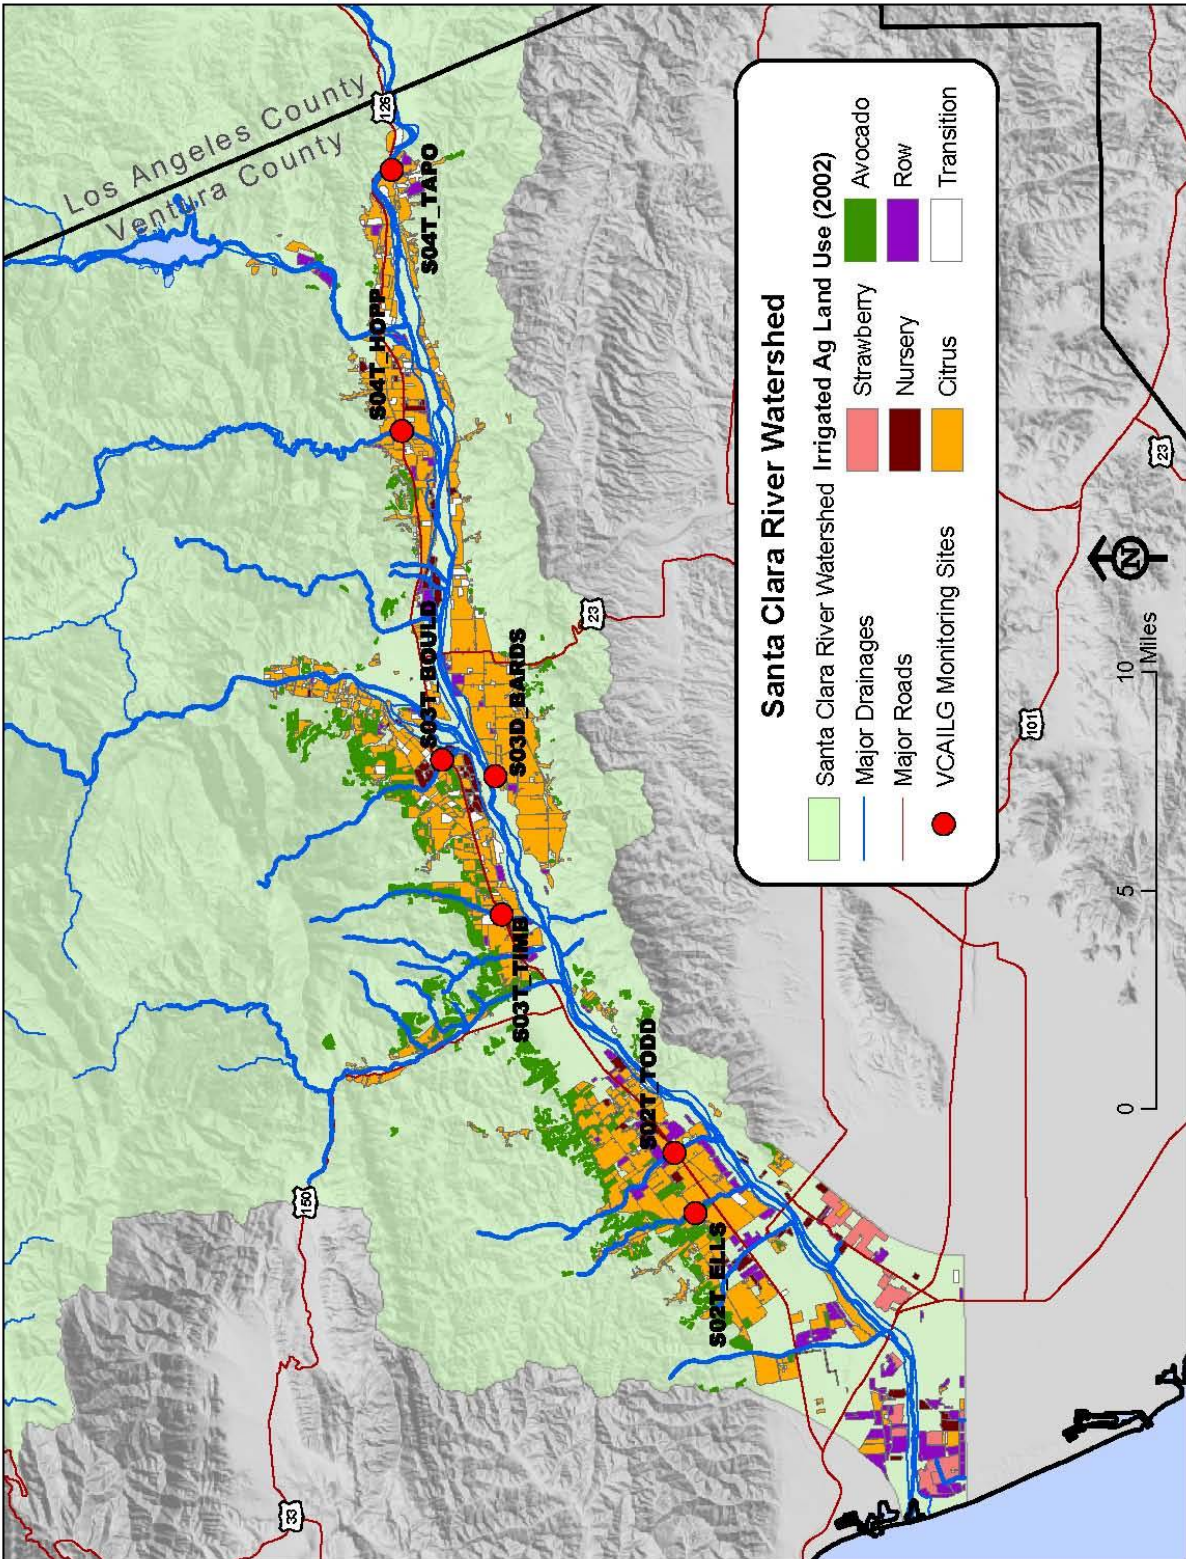 Los Angeles County
Ventura County
126
S04T_TAPO
S04T_HOPP
S03T_BOULD
S03D_BARDS
S03T_TIMB
S02T_TODD
S02T_ELLS
150
33
23
101
23
Santa Clara River Watershed
Santa Clara River Watershed
Major Drainages
Major Roads
VCAILG Monitoring Sites
Irrigated Ag Land Use (2002)
Strawberry
Avocado
Nursery
Row
Citrus
Transition
0
5
10
Miles
N